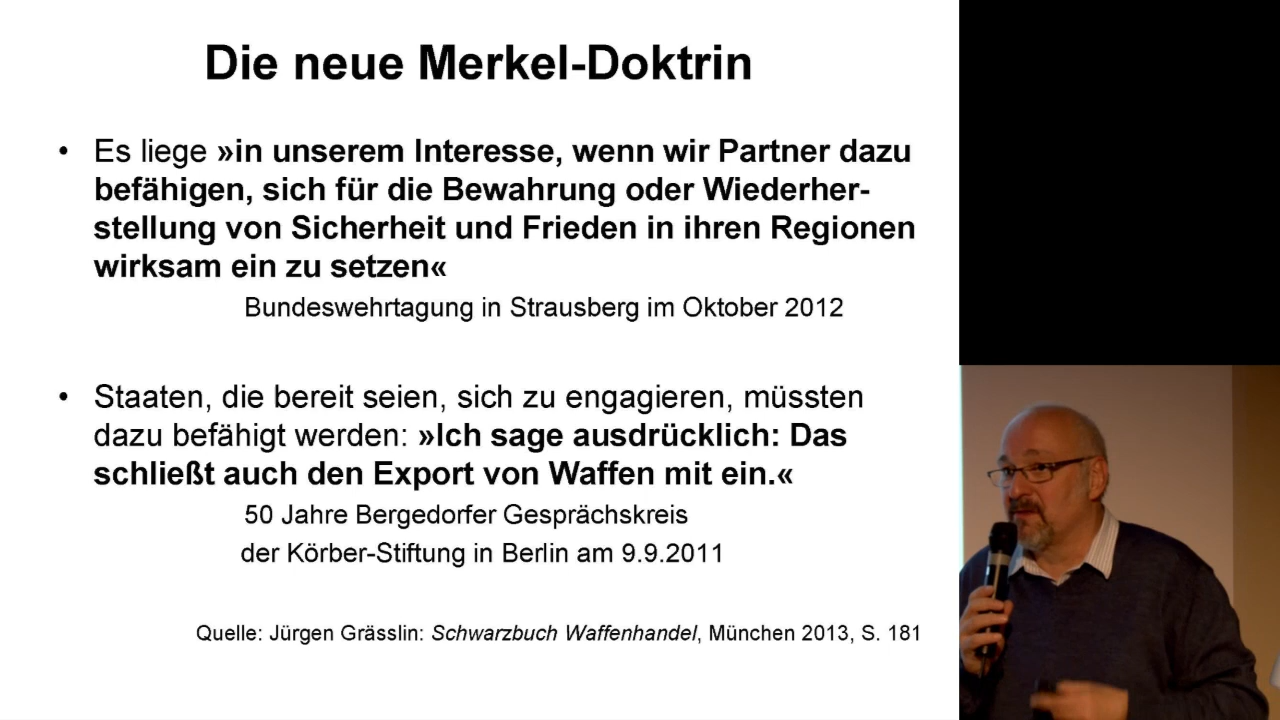 Die neue Merkel-Doktrin
• Es liege »in unserem Interesse, wenn wir Partner dazu
befähigen, sich für die Bewahrung oder Wiederher-
stellung von Sicherheit und Frieden in ihren Regionen
wirksam ein zu setzen«
Bundeswehrtagung in Strausberg im Oktober 2012
• Staaten, die bereit seien, sich zu engagieren, müssten
dazu befähigt werden: »Ich sage ausdrücklich: Das
schließt auch den Export von Waffen mit ein.«
50 Jahre Bergedorfer Gesprächskreis
der Körber-Stiftung in Berlin am 9.9.2011
Quelle: Jürgen Grässlin: Schwarzbuch Waffenhandel, München 2013, S. 181